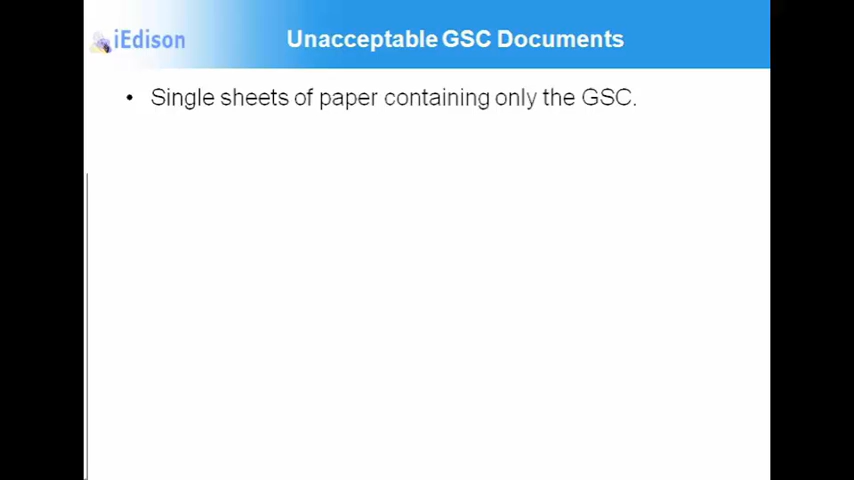 iEdison
Unacceptable GSC Documents
• Single sheets of paper containing only the GSC.